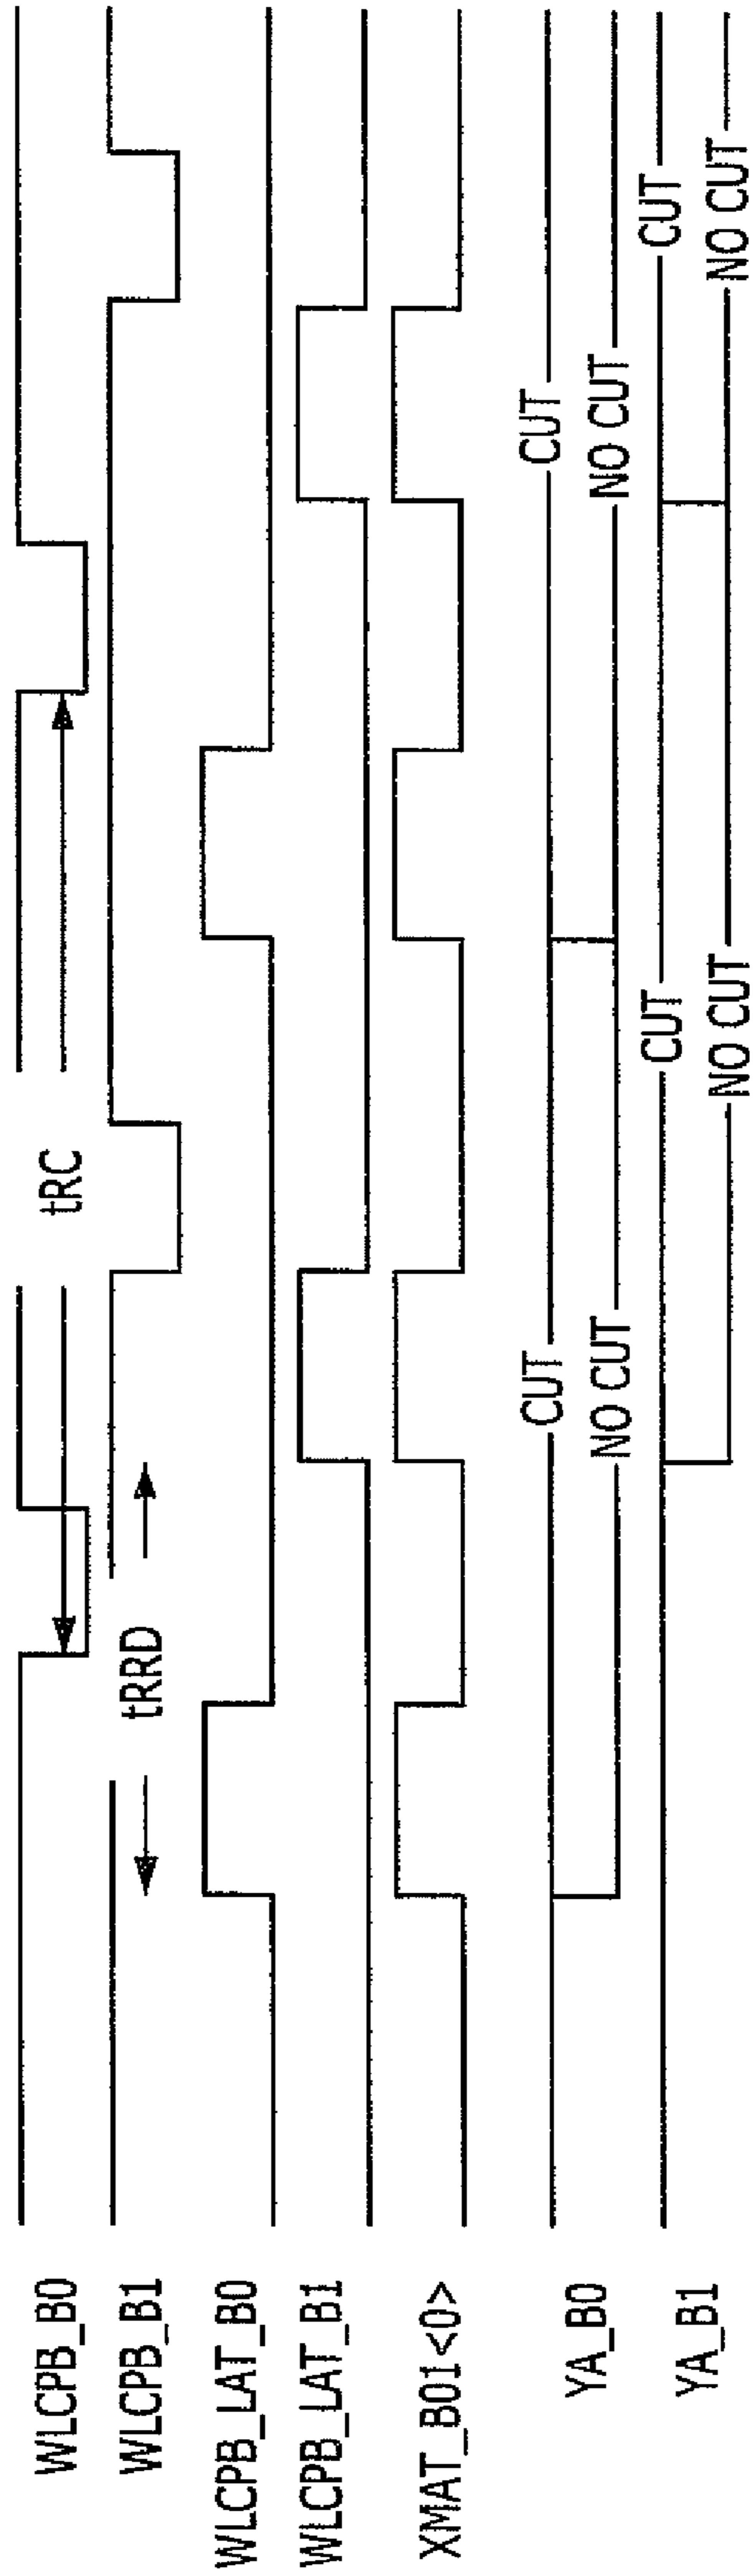 WLCPB_B0
tRC
WLCPB_B1
tRRD
WLCPB_LAT_B0
WLCPB_LAT_B1
XMAT_B01<0>
YA_B0
CUT
CUT
NO CUT
NO CUT
YA_B1
CUT
CUT
NO CUT
NO CUT